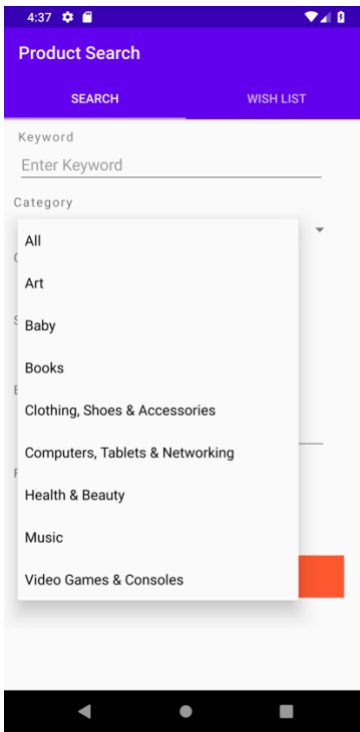 4:37
Product Search
SEARCH WISH LIST
Keyword
Enter Keyword
Category
All
Art
Baby
Books
Clothing, Shoes & Accessories
Computers, Tablets & Networking
Health & Beauty
Music
Video Games & Consoles